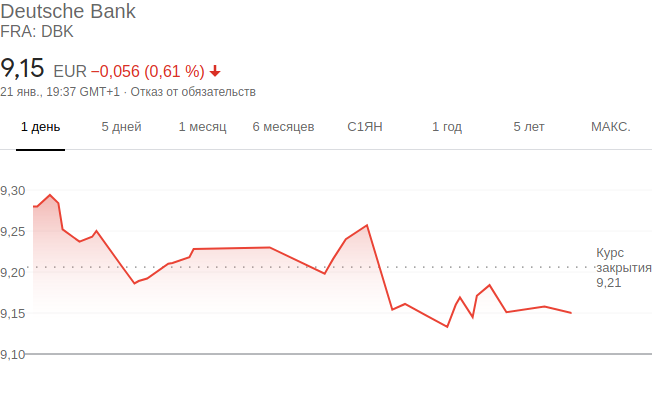 Deutsche Bank
FRA: DBK
9,15 EUR −0,056 (0,61 %)
21 янв., 19:37 GMT+1 · Отказ от обязательств
1 день 5 дней 1 месяц 6 месяцев С1ЯН 1 год 5 лет МАКС.
9,30
9,25
9,20
9,15
9,10
Курс
закрытия
9,21